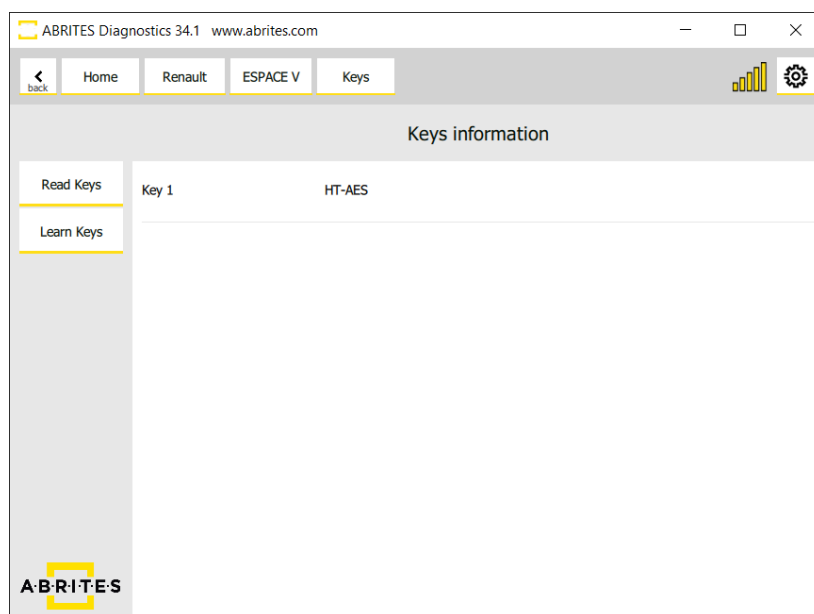 ABRITES Diagnostics 34.1 www.abrites.com
back
Home
Renault
ESPACE V
Keys
Keys information
Read Keys
Learn Keys
Key 1 HT-AES
A·B·R·I·T·E·S